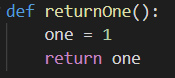 def returnOne():
    one = 1
    return one